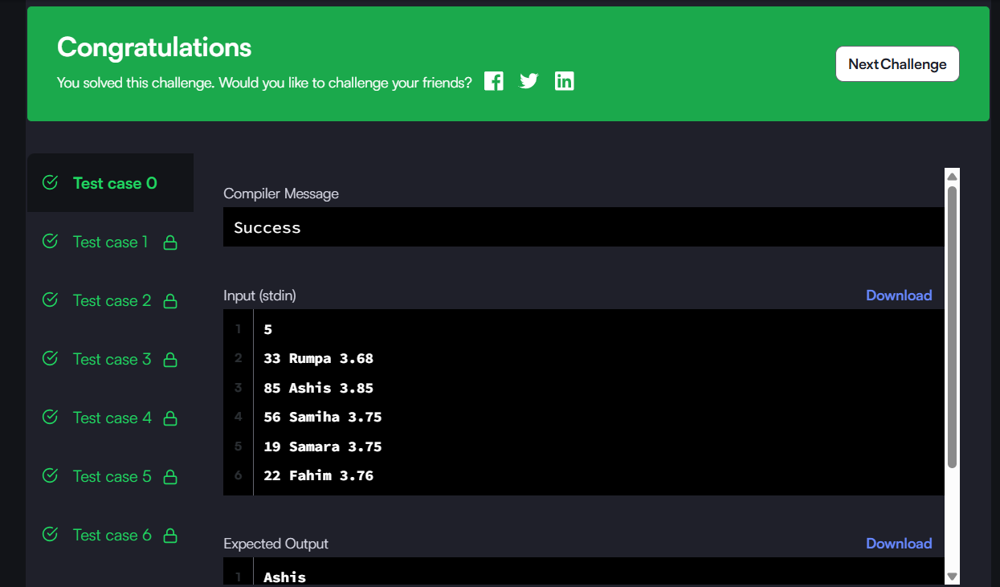 Congratulations
You solved this challenge. Would you like to challenge your friends?
Next Challenge
Test case 0
Test case 1
Test case 2
Test case 3
Test case 4
Test case 5
Test case 6
Compiler Message
Success
Input (stdin)
Download
1 5
2 33 Rumpa 3.68
3 85 Ashis 3.85
4 56 Samiha 3.75
5 19 Samara 3.75
6 22 Fahim 3.76
Expected Output
Download
1 Ashis